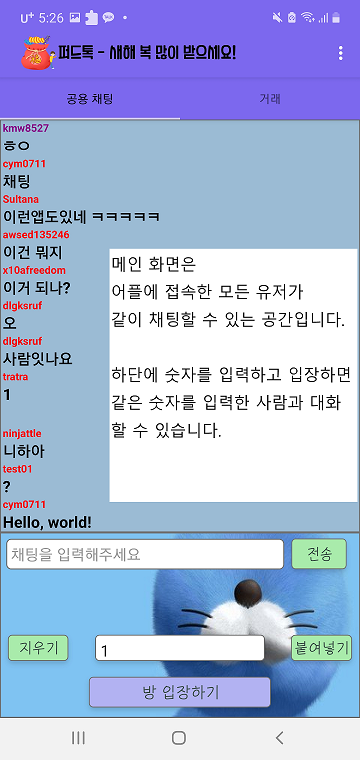 U+ 5:26
퍼드톡 - 새해 복 많이 받으세요!
공용 채팅
거래
kmw8527
ㅎㅇ
cym0711
채팅
Sultana
이런앱도있네 ㅋㅋㅋㅋㅋ
awsed135246
이건 뭐지
x10afreedom
이거 되나?
dlgksruf
오
dlgksruf
사람잇나요
tratra
1
ninjattle
니하아
test01
?
cym0711
Hello, world!
메인 화면은
어플에 접속한 모든 유저가
같이 채팅할 수 있는 공간입니다.
하단에 숫자를 입력하고 입장하면
같은 숫자를 입력한 사람과 대화
할 수 있습니다.
채팅을 입력해주세요
전송
지우기
1
붙여넣기
방 입장하기